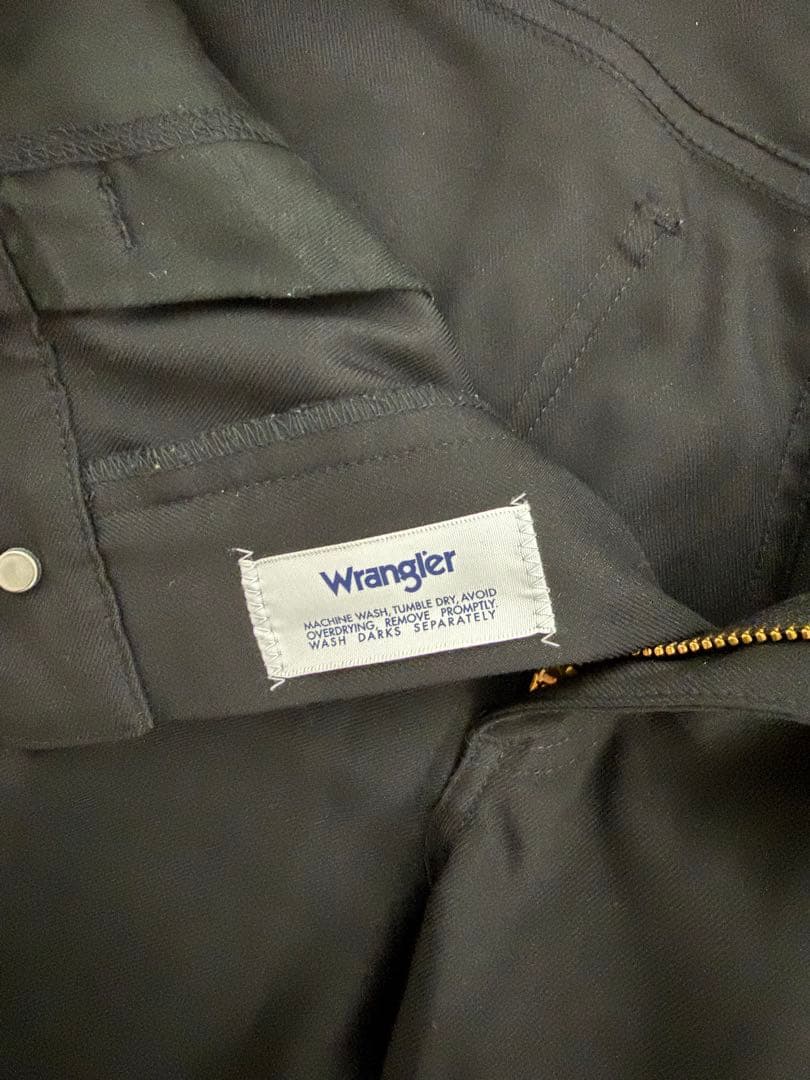 Wrangler
MACHINE WASH, TUMBLE DRY, AVOID
OVERDRYING, REMOVE PROMPTLY.
WASH DARKS SEPARATELY